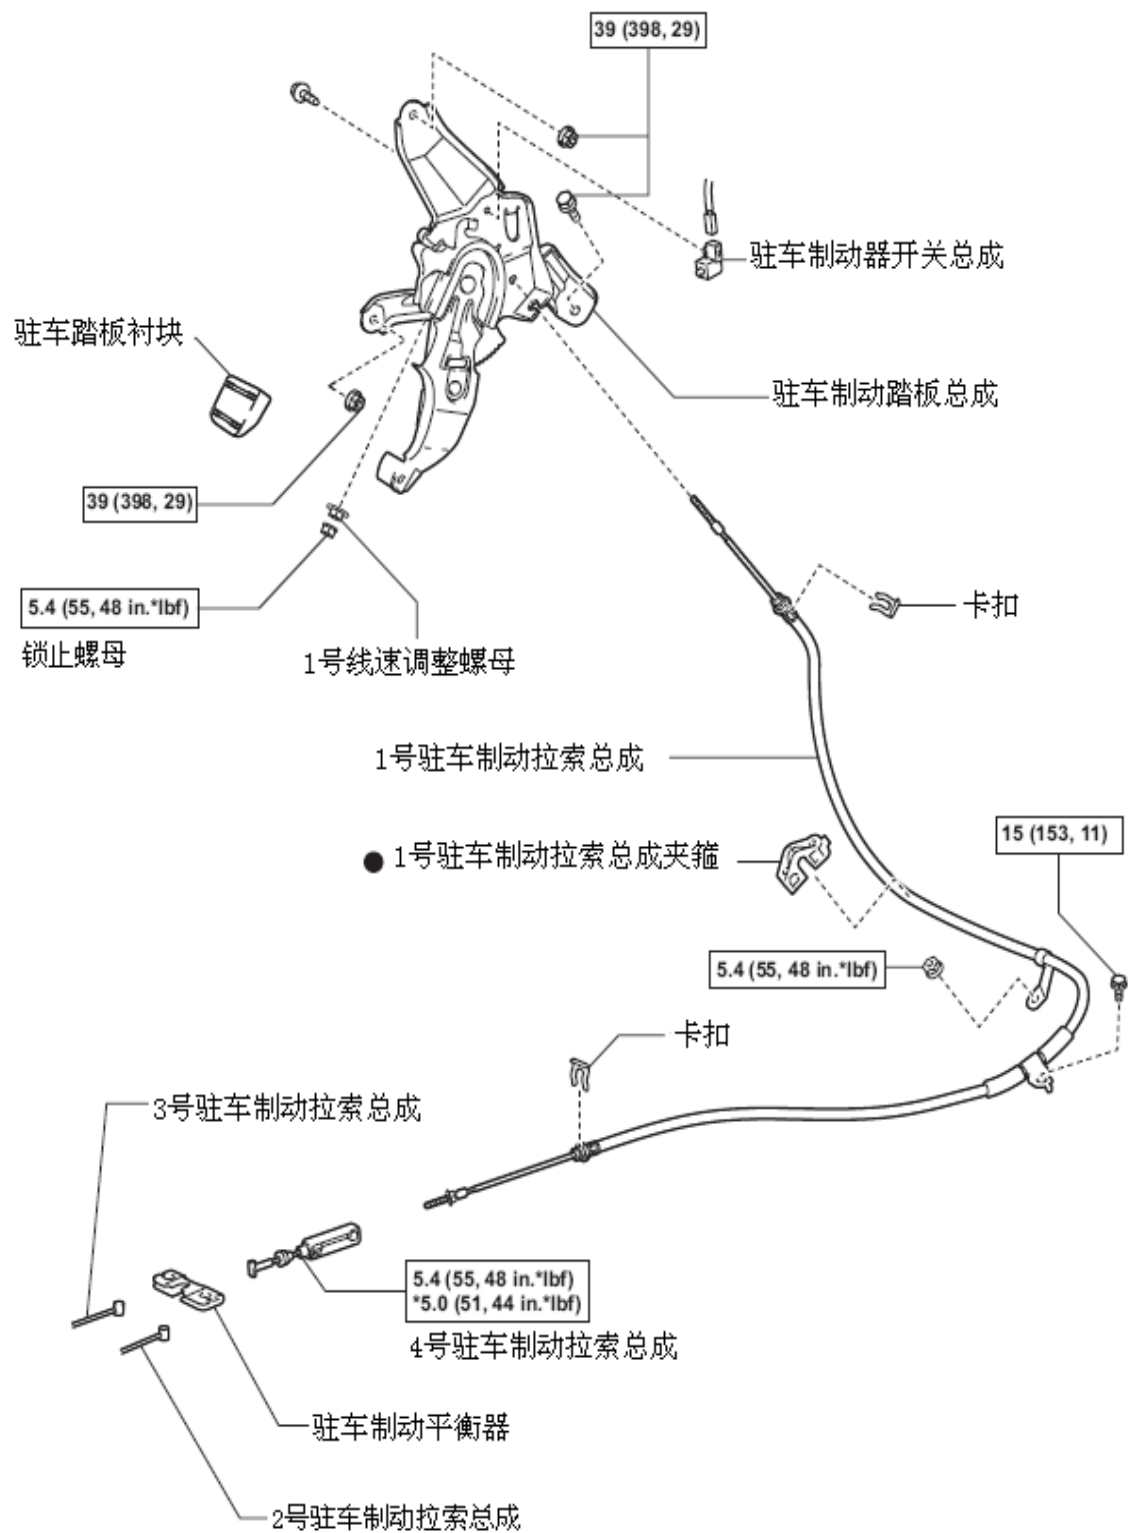 39 (398, 29)
驻车制动器开关总成
驻车踏板衬块
驻车制动踏板总成
39 (398, 29)
5.4 (55, 48 in.*lbf)
锁止螺母
1号线速调整螺母
卡扣
1号驻车制动拉索总成
15 (153, 11)
● 1号驻车制动拉索总成夹箍
5.4 (55, 48 in.*lbf)
卡扣
3号驻车制动拉索总成
5.4 (55, 48 in.*lbf)
*5.0 (51, 44 in.*lbf)
4号驻车制动拉索总成
驻车制动平衡器
2号驻车制动拉索总成